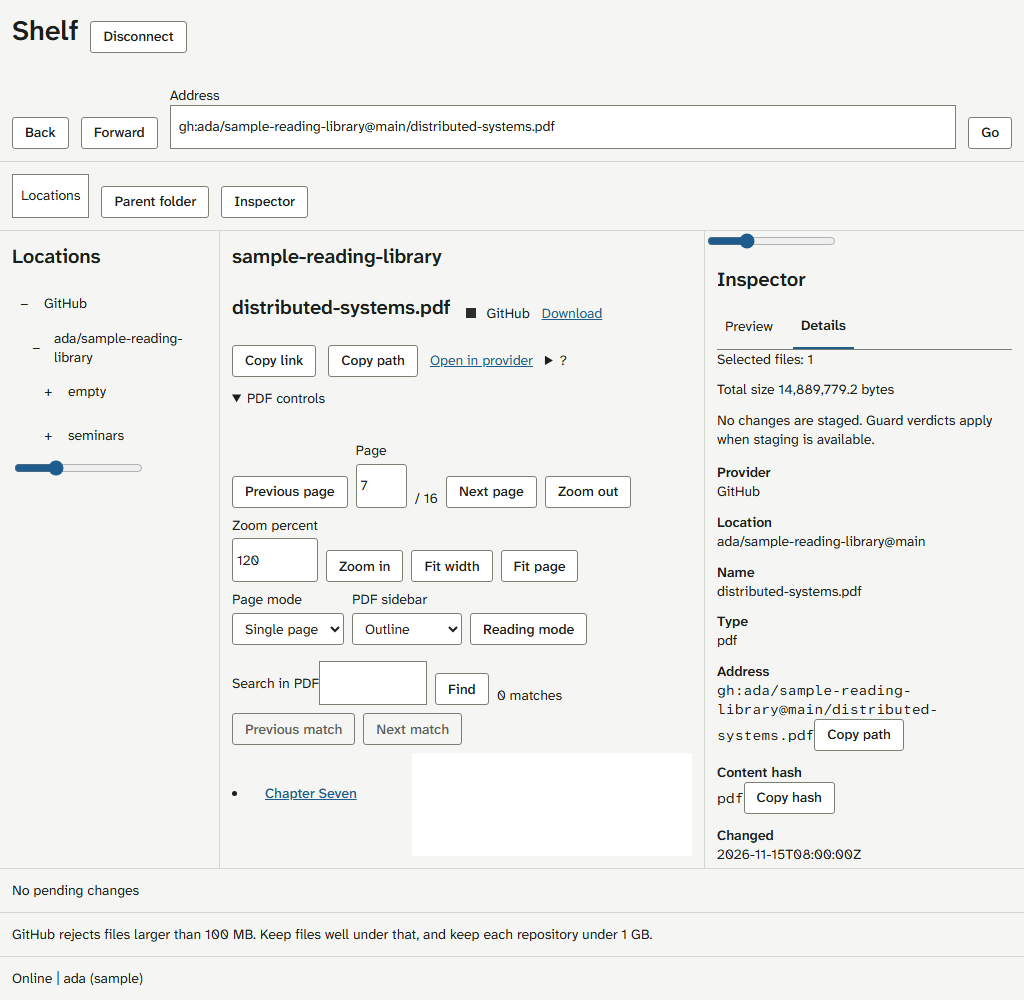 Shelf
Disconnect
Address
Back
Forward
gh:ada/sample-reading-library@main/distributed-systems.pdf
Go
Locations
Parent folder
Inspector
Locations
– GitHub
– ada/sample-reading-
library
+ empty
+ seminars
sample-reading-library
distributed-systems.pdf
GitHub
Download
Copy link
Copy path
Open in provider
▶ ?
▼ PDF controls
Page
Previous page
7
/ 16
Next page
Zoom out
Zoom percent
120
Zoom in
Fit width
Fit page
Page mode
PDF sidebar
Single page
Outline
Reading mode
Search in PDF
Find
0 matches
Previous match
Next match
• Chapter Seven
Inspector
Preview
Details
Selected files: 1
Total size 14,889,779.2 bytes
No changes are staged. Guard verdicts apply
when staging is available.
Provider
GitHub
Location
ada/sample-reading-library@main
Name
distributed-systems.pdf
Type
pdf
Address
gh:ada/sample-reading-
library@main/distributed-
systems.pdf
Copy path
Content hash
pdf
Copy hash
Changed
2026-11-15T08:00:00Z
No pending changes
GitHub rejects files larger than 100 MB. Keep files well under that, and keep each repository under 1 GB.
Online | ada (sample)